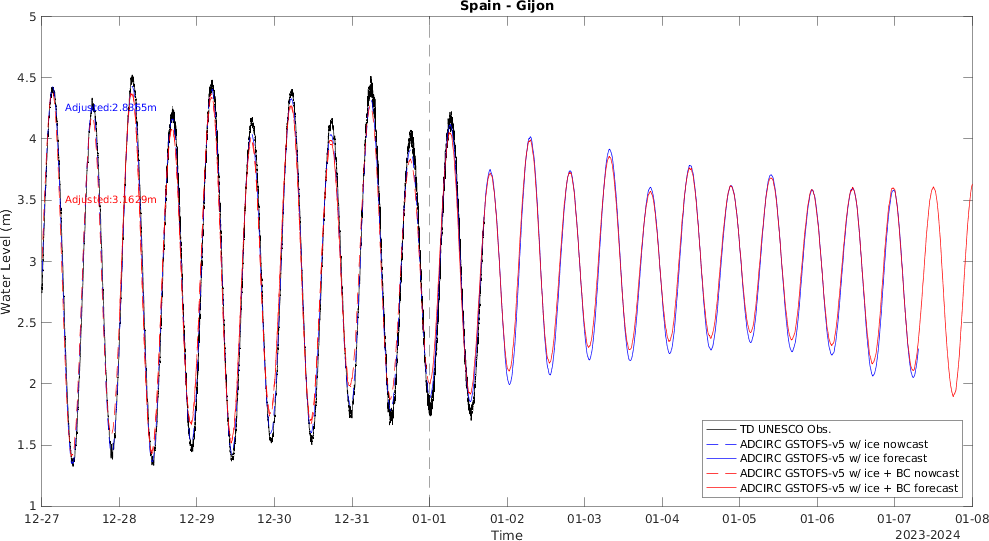 Spain - Gijon
5
4.5
4
3.5
3
2.5
2
1.5
1
Water Level (m)
Adjusted:2.8355m
Adjusted:3.1629m
TD UNESCO Obs.
ADCIRC GSTOFS-v5 w/ ice nowcast
ADCIRC GSTOFS-v5 w/ ice forecast
ADCIRC GSTOFS-v5 w/ ice + BC nowcast
ADCIRC GSTOFS-v5 w/ ice + BC forecast
12-27 12-28 12-29 12-30 12-31 01-01 01-02 01-03 01-04 01-05 01-06 01-07 01-08
Time
2023-2024